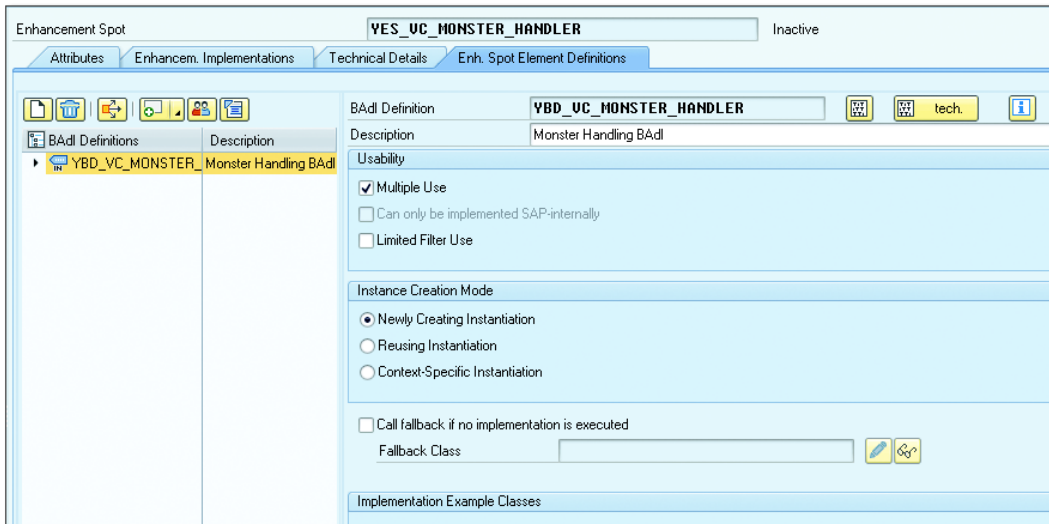 Enhancement Spot YES_VC_MONSTER_HANDLER Inactive
Attributes Enhancem. Implementations Technical Details Enh. Spot Element Definitions
BAdI Definition YBD_VC_MONSTER_HANDLER tech.
BAdI Definitions Description
Description Monster Handling BAdI
YBD_VC_MONSTER_ Monster Handling BAdI
Usability
Multiple Use
Can only be implemented SAP-internally
Limited Filter Use
Instance Creation Mode
Newly Creating Instantiation
Reusing Instantiation
Context-Specific Instantiation
Call fallback if no implementation is executed
Fallback Class
Implementation Example Classes